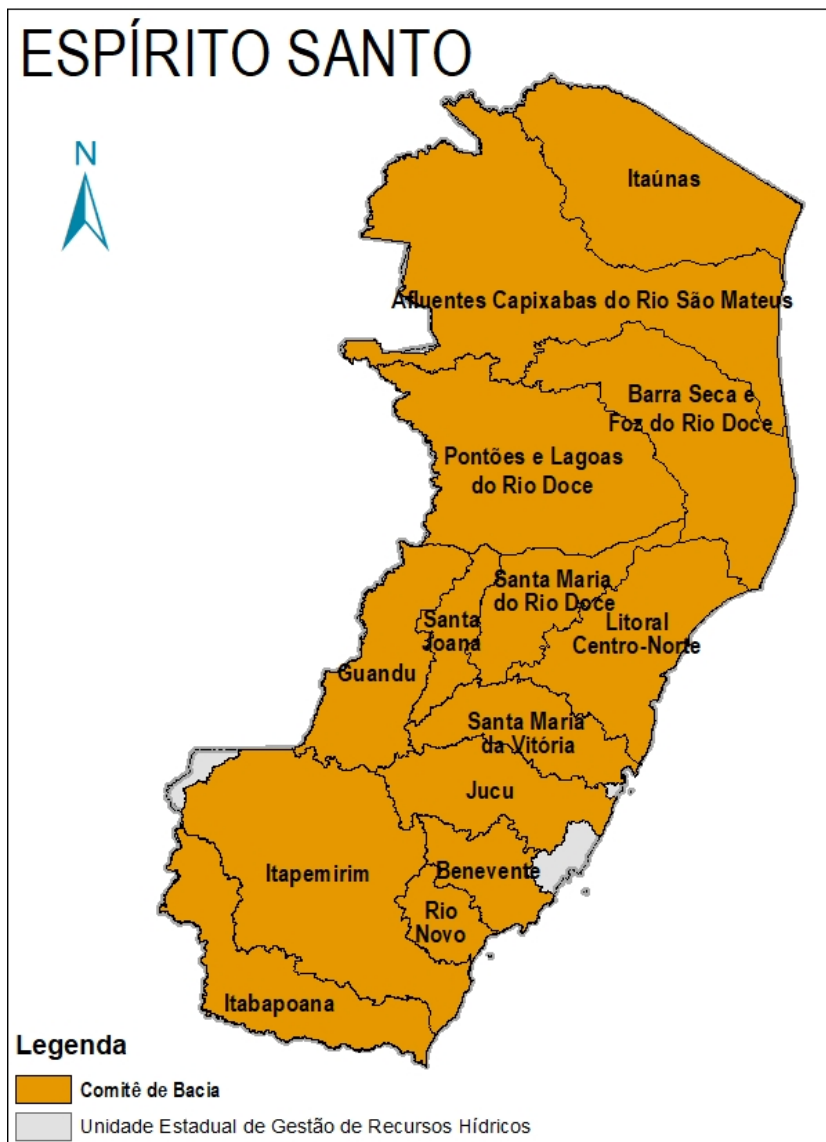 ESPÍRITO SANTO
N
Itaúnas
Afluentes Capixabas do Rio São Mateus
Barra Seca e
Foz do Rio Doce
Pontões e Lagoas
do Rio Doce
Santa Maria
do Rio Doce
Santa
Joana
Litoral
Centro-Norte
Guandu
Santa Maria
da Vitória
Jucu
Itapemirim
Benevente
Rio
Novo
Itabapoana
Legenda
Comitê de Bacia
Unidade Estadual de Gestão de Recursos Hídricos